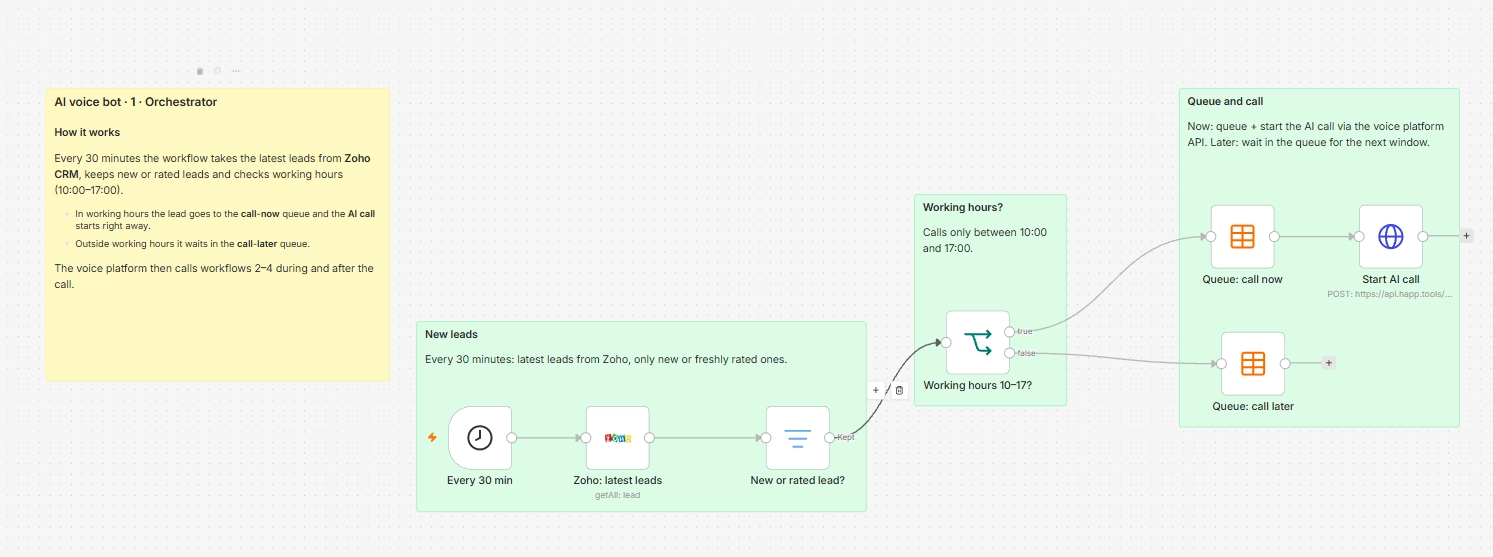 AI voice bot · 1 · Orchestrator
How it works
Every 30 minutes the workflow takes the latest leads from Zoho
CRM, keeps new or rated leads and checks working hours
(10:00–17:00).
In working hours the lead goes to the call-now queue and the AI call
starts right away.
Outside working hours it waits in the call-later queue.
The voice platform then calls workflows 2–4 during and after the
call.
New leads
Every 30 minutes: latest leads from Zoho, only new or freshly rated ones.
Every 30 min
ZOHO
Zoho: latest leads
getAll: lead
New or rated lead?
Kept
Working hours?
Calls only between 10:00
and 17:00.
true
false
Working hours 10–17?
Queue and call
Now: queue + start the AI call via the voice platform
API. Later: wait in the queue for the next window.
Queue: call now
Start AI call
POST: https://api.happ.tools/...
Queue: call later